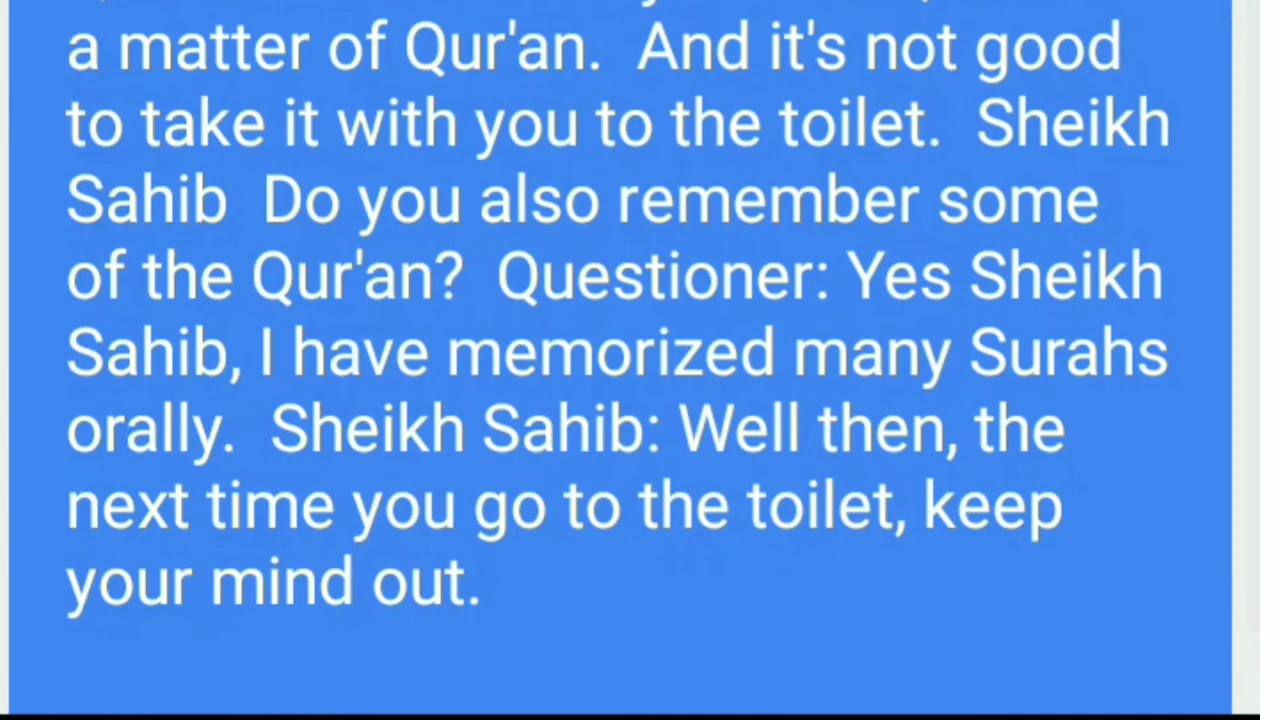 a matter of Qur'an.  And it's not good
to take it with you to the toilet.  Sheikh
Sahib  Do you also remember some
of the Qur'an?  Questioner: Yes Sheikh
Sahib, I have memorized many Surahs
orally.  Sheikh Sahib: Well then, the
next time you go to the toilet, keep
your mind out.